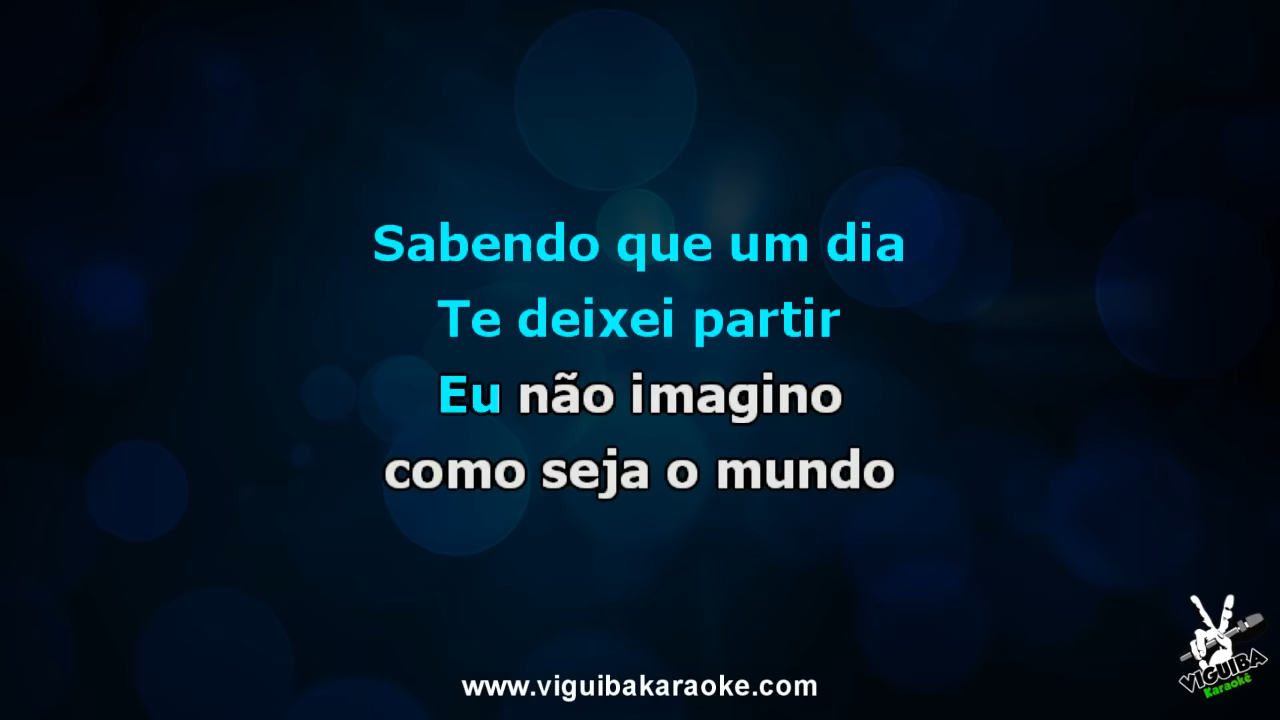 Sabendo que um dia
Te deixei partir
Eu não imagino
como seja o mundo
www.viguibakaraoke.com
VIGUIBA
Karaokê